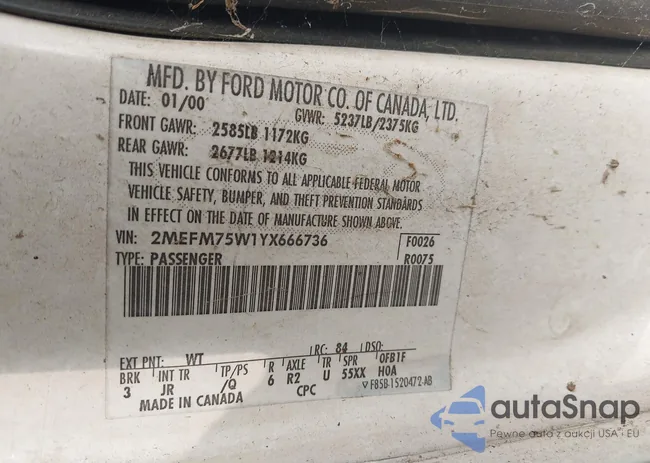 MFD. BY FORD MOTOR CO. OF CANADA, LTD.
DATE: 01/00 GVWR: 5237LB/2375KG
FRONT GAWR: 2585LB 1172KG
REAR GAWR: 2677LB 1214KG
THIS VEHICLE CONFORMS TO ALL APPLICABLE FEDERAL MOTOR
VEHICLE SAFETY, BUMPER, AND THEFT PREVENTION STANDARDS
IN EFFECT ON THE DATE OF MANUFACTURE SHOWN ABOVE.
VIN: 2MEFM75W1YX666736 F0026
TYPE: PASSENGER R0075
EXT PNT: WT RC: 84 DSO:
BRK INT TR TP/PS R AXLE TR SPR 0FB1F
3 JR /Q 6 R2 U 55XX H0A
MADE IN CANADA CPC F85B-1520472-AB
autoSnap
Pewne auta z aukcji USA i EU